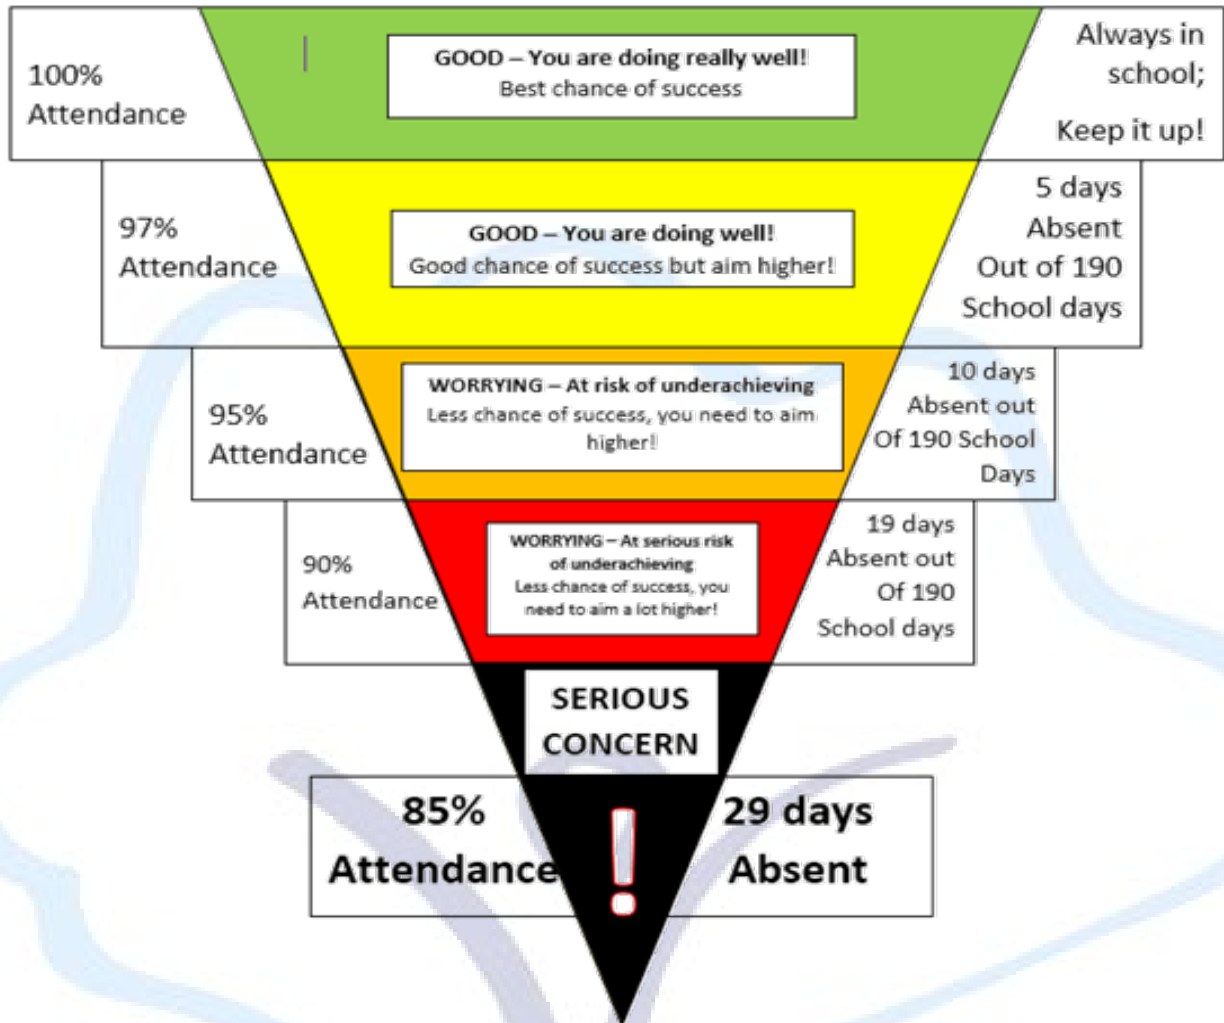 100%
Attendance
GOOD – You are doing really well!
Best chance of success
Always in
school;
Keep it up!
97%
Attendance
GOOD – You are doing well!
Good chance of success but aim higher!
5 days
Absent
Out of 190
School days
95%
Attendance
WORRYING – At risk of underachieving
Less chance of success, you need to aim
higher!
10 days
Absent out
Of 190 School
Days
90%
Attendance
WORRYING – At serious risk
of underachieving
Less chance of success, you
need to aim a lot higher!
19 days
Absent out
Of 190
School days
SERIOUS
CONCERN
85%
Attendance
!
29 days
Absent